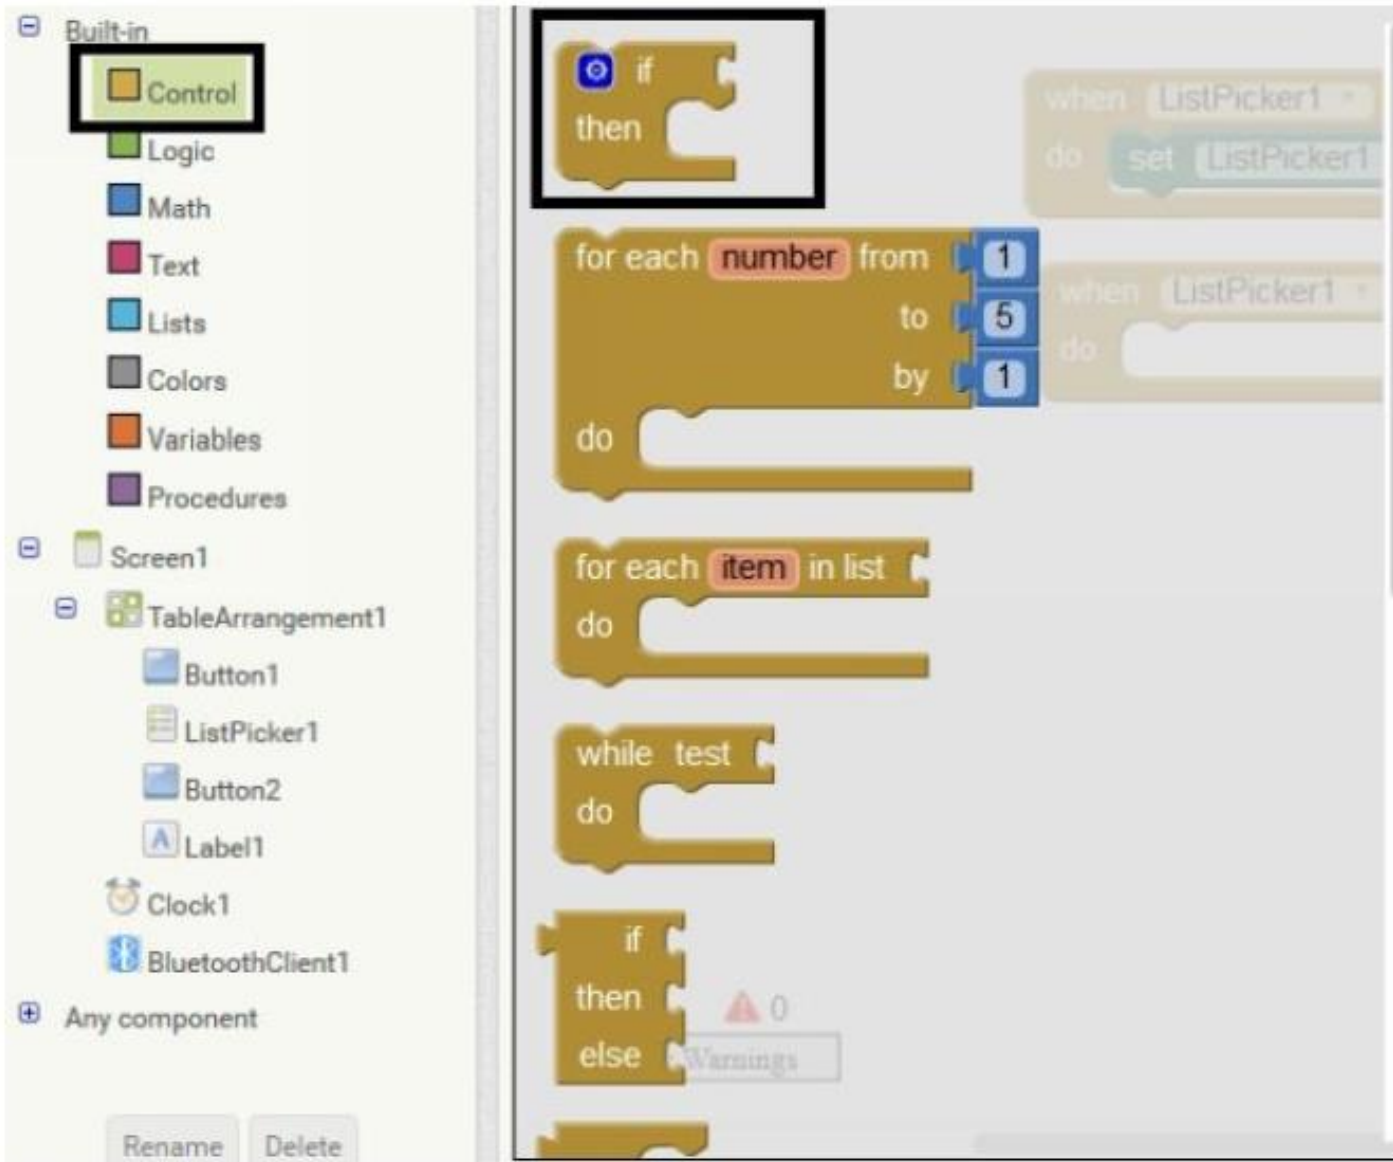 Built-in
Control
Logic
Math
Text
Lists
Colors
Variables
Procedures
Screen1
TableArrangement1
Button1
ListPicker1
Button2
Label1
Clock1
BluetoothClient1
Any component
Rename Delete
if
then
for each number from 1
to 5
by 1
do
for each item in list
do
while test
do
if
then
else
when ListPicker1
do set ListPicker1
when ListPicker1
do
0
Warnings